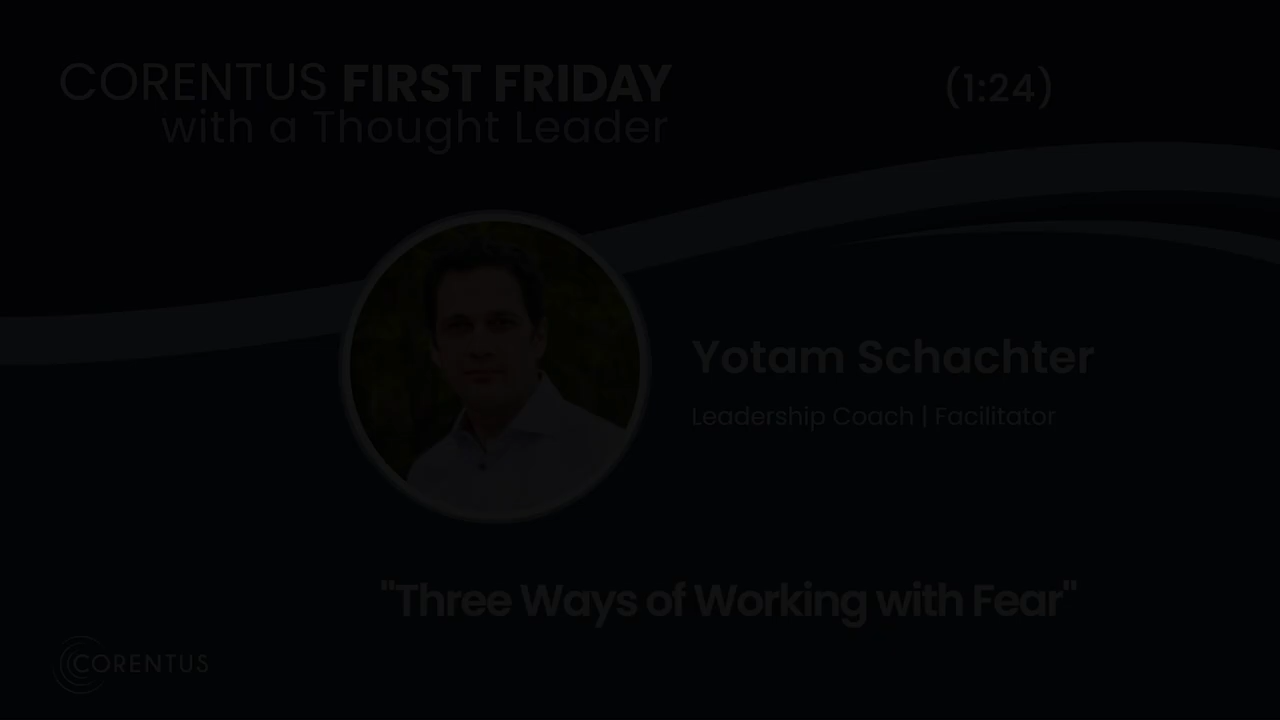 CORENTUS FIRST FRIDAY
with a Thought Leader
(1:24)
Yotam Schachter
Leadership Coach | Facilitator
"Three Ways of Working with Fear"
CORENTUS